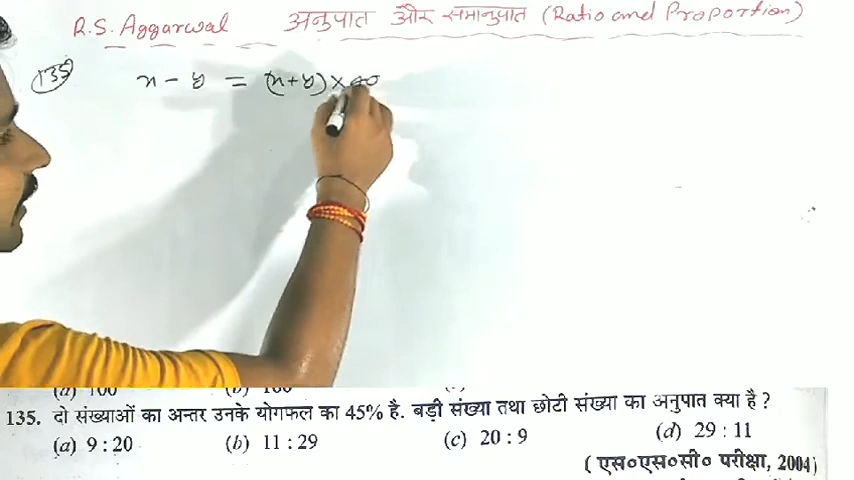 R.S. Aggarwal अनुपात और समानुपात (Ratio and Proportion)
135 x - y = (x+y)×
135. दो संख्याओं का अन्तर उनके योगफल का 45% है. बड़ी संख्या तथा छोटी संख्या का अनुपात क्या है ?
(a) 9 : 20 (b) 11 : 29 (c) 20 : 9 (d) 29 : 11
( एस०एस०सी० परीक्षा, 2004)